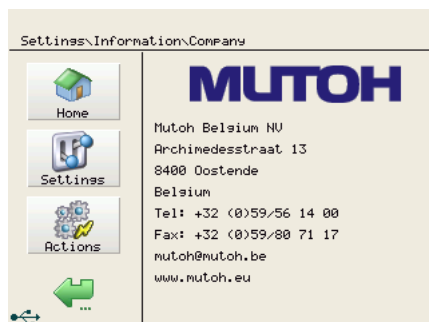 Settings\Information\Company
MUTOH
Home
Settings
Actions
...
Mutoh Belgium NV
Archimedesstraat 13
8400 Oostende
Belgium
Tel: +32 (0)59/56 14 00
Fax: +32 (0)59/80 71 17
mutoh@mutoh.be
www.mutoh.eu